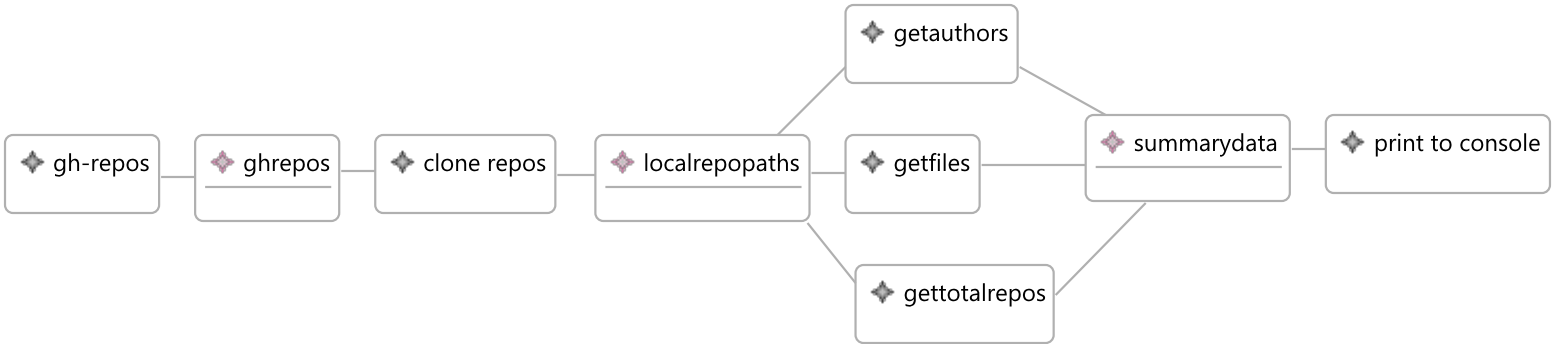 gh-repos
ghrepos
clone repos
localrepopaths
getauthors
getfiles
gettotalrepos
summarydata
print to console